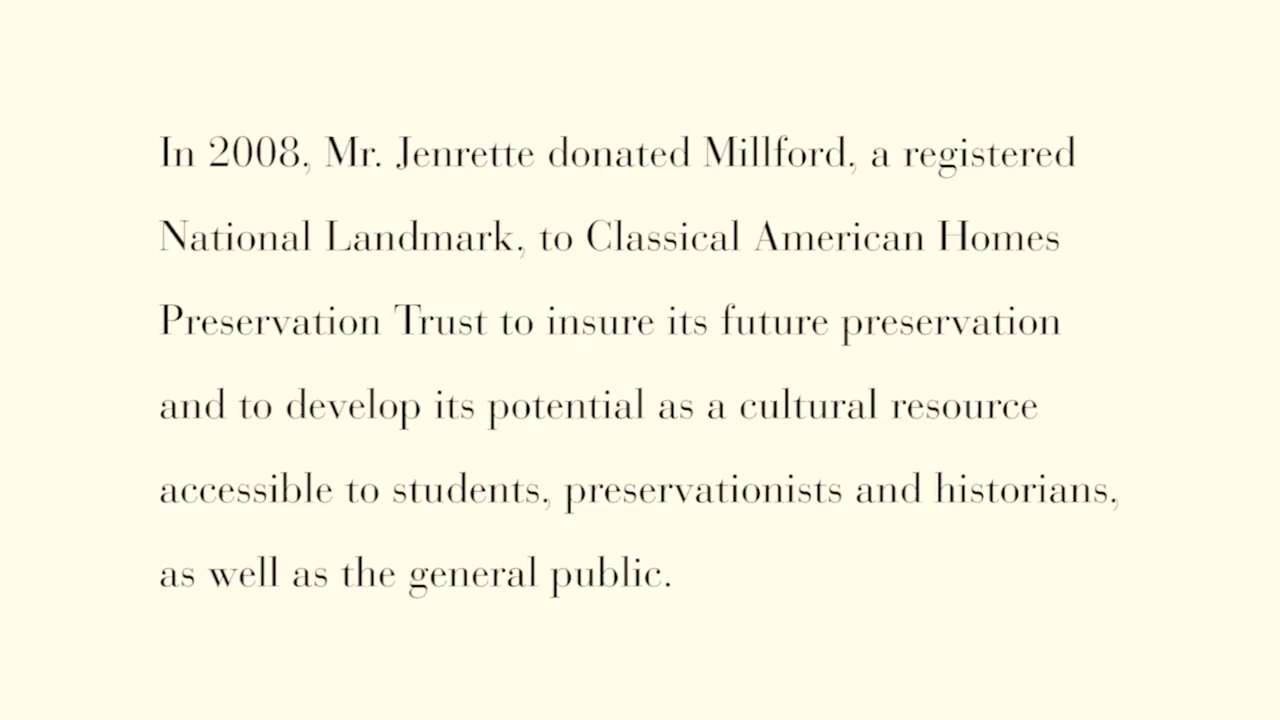 In 2008, Mr. Jenrette donated Millford, a registered
National Landmark, to Classical American Homes
Preservation Trust to insure its future preservation
and to develop its potential as a cultural resource
accessible to students, preservationists and historians,
as well as the general public.